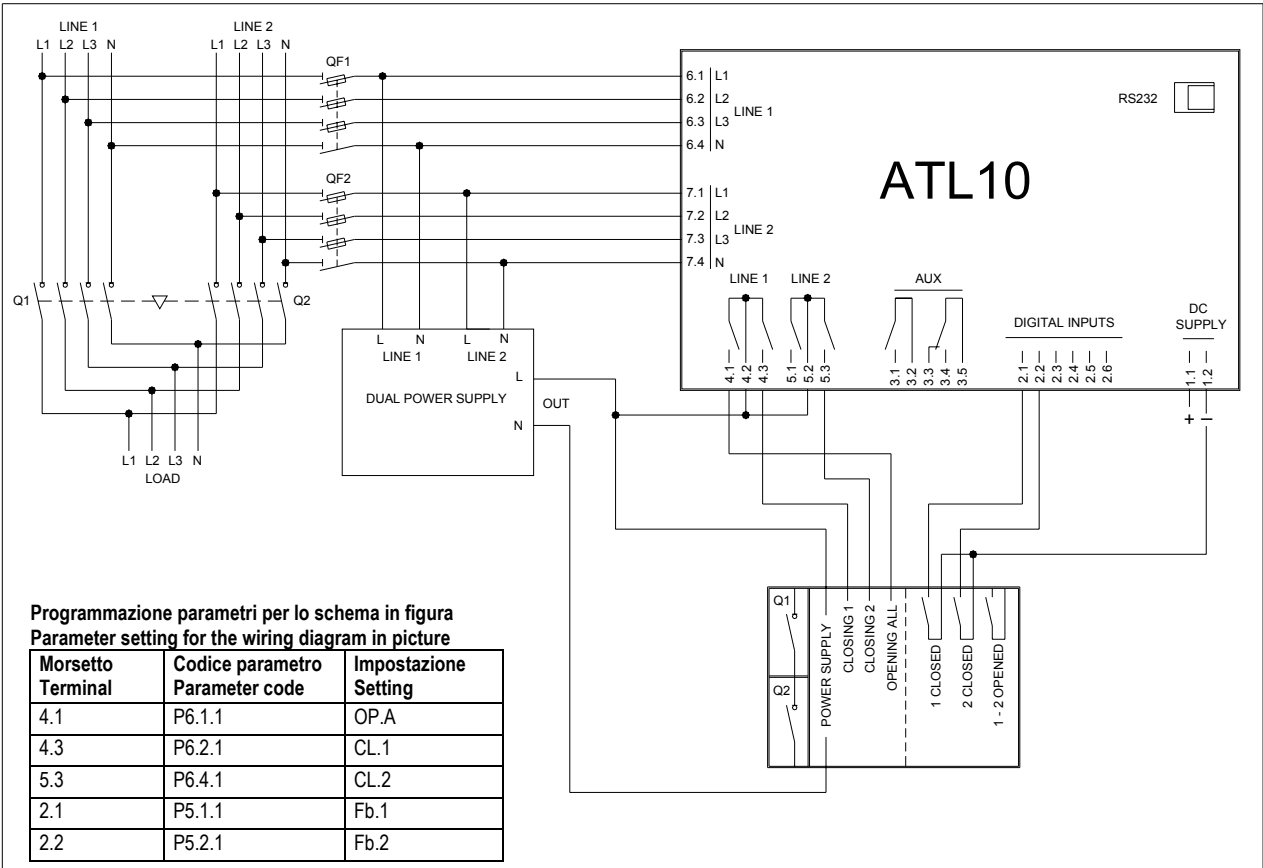 LINE 1
L1 L2 L3 N
LINE 2
L1 L2 L3 N
QF1
QF2
6.1 L1
6.2 L2
6.3 L3
6.4 N
LINE 1
7.1 L1
7.2 L2
7.3 L3
7.4 N
LINE 2
RS232
ATL10
LINE 1
LINE 2
AUX
DIGITAL INPUTS
DC
SUPPLY
4.1
4.2
4.3
5.1
5.2
5.3
3.1
3.2
3.3
3.4
3.5
2.1
2.2
2.3
2.4
2.5
2.6
1.1
1.2
+ –
Q1
Q2
L1 L2 L3 N
LOAD
L N L N
LINE 1 LINE 2
L
DUAL POWER SUPPLY
OUT
N
Q1
Q2
POWER SUPPLY
CLOSING 1
CLOSING 2
OPENING ALL
1 CLOSED
2 CLOSED
1 - 2 OPENED
Programmazione parametri per lo schema in figura
Parameter setting for the wiring diagram in picture
Morsetto Codice parametro Impostazione
Terminal Parameter code Setting
4.1 P6.1.1 OP.A
4.3 P6.2.1 CL.1
5.3 P6.4.1 CL.2
2.1 P5.1.1 Fb.1
2.2 P5.2.1 Fb.2